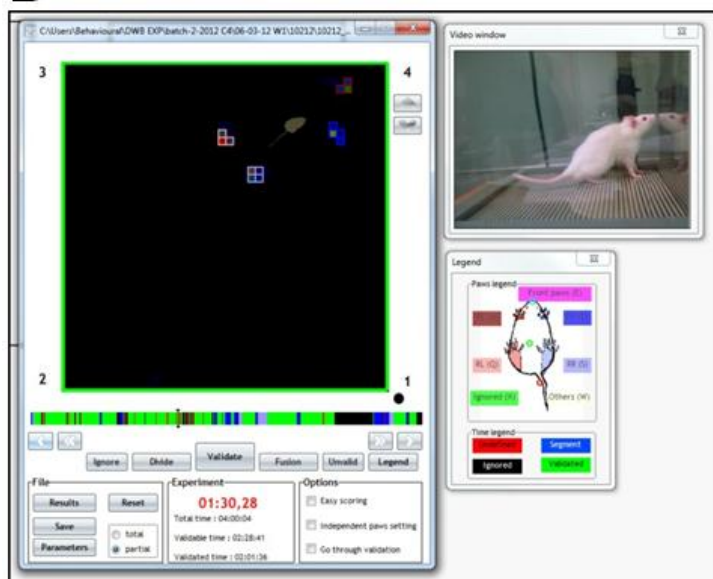 C:\Users\Behavioural\DWB EXP\batch-2-2012 C4\06-03-12 W1\10212\10212_...
3
4
2
1
Ignore
Divide
Validate
Fusion
Unvalid
Legend
File
Results
Reset
Save
total
Parameters
partial
Experiment
01:30,28
Total time : 04:00:04
Validable time : 02:28:41
Validated time : 02:01:36
Options
Easy scoring
Independent paws setting
Go through validation
Video window
Legend
Paws legend
Front paws (E)
RL (Q)
RR (S)
Ignored (X)
Others (W)
Time legend
Undefined
Segment
Ignored
Validated